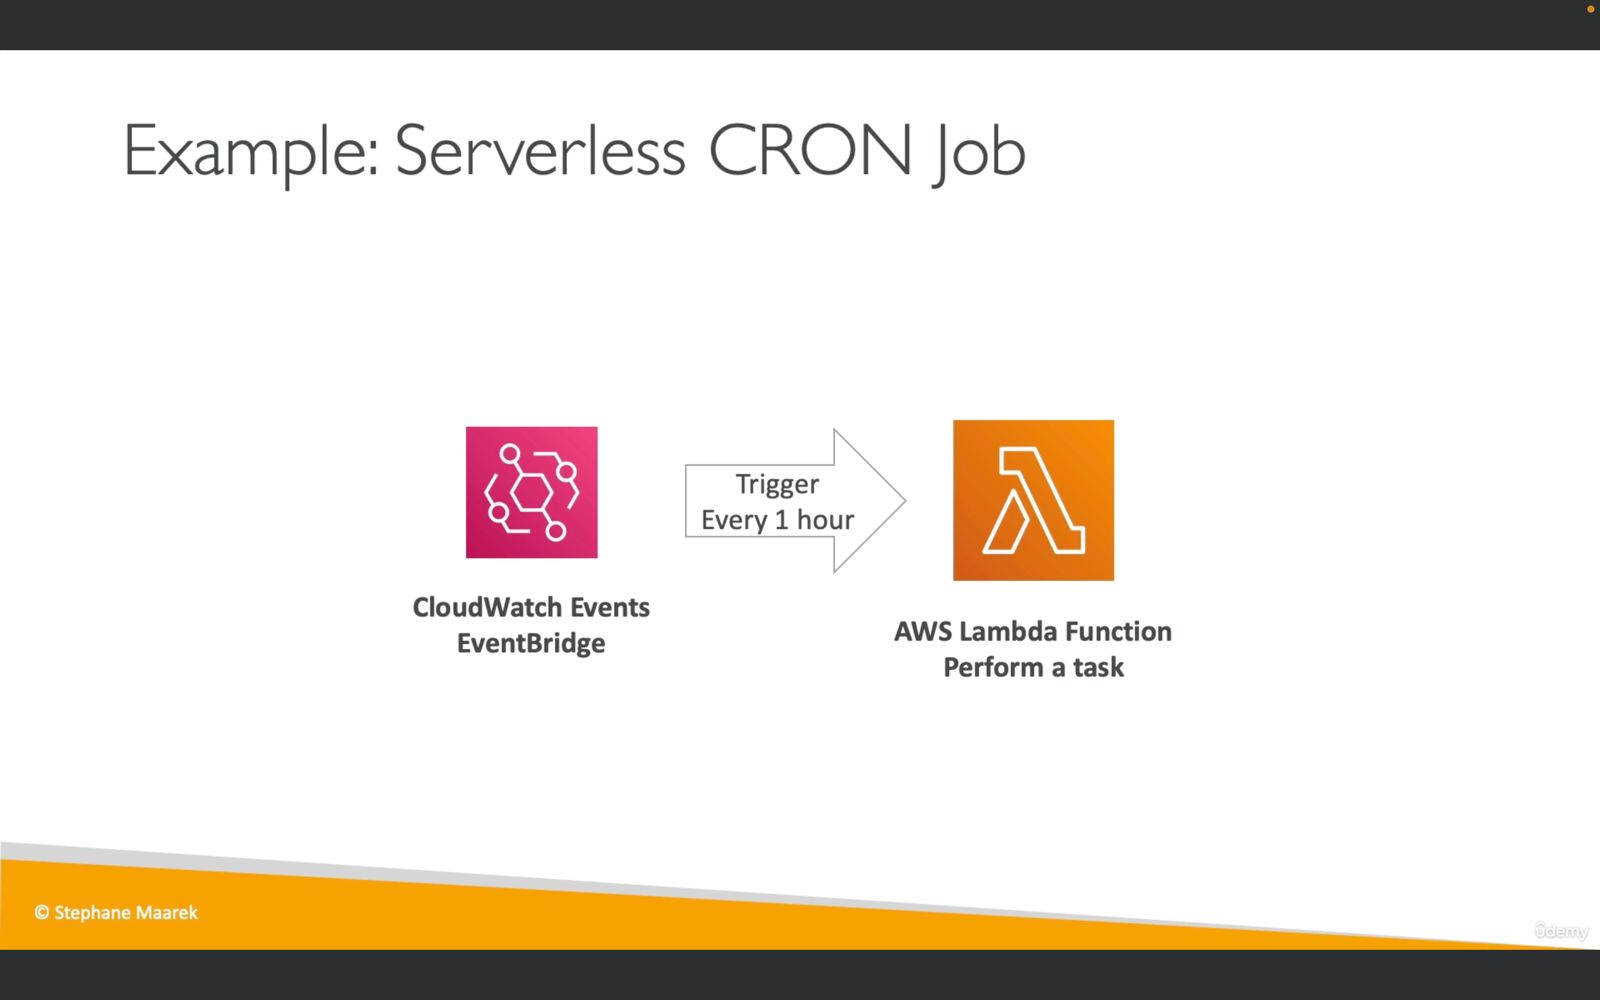 Example: Serverless CRON Job
Trigger
Every 1 hour
CloudWatch Events
EventBridge
AWS Lambda Function
Perform a task
© Stephane Maarek
ûdemy